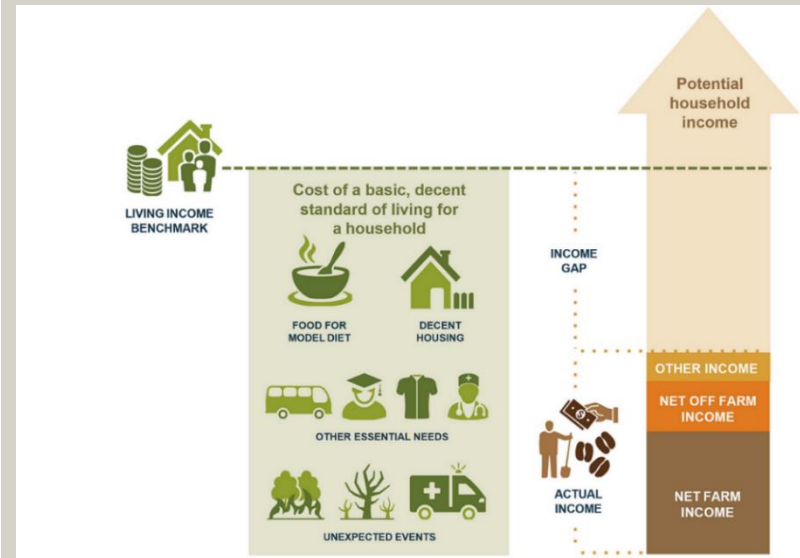 Potential
household
income
LIVING INCOME
BENCHMARK
Cost of a basic, decent
standard of living for
a household
FOOD FOR
MODEL DIET
DECENT
HOUSING
OTHER ESSENTIAL NEEDS
UNEXPECTED EVENTS
INCOME
GAP
ACTUAL
INCOME
OTHER INCOME
NET OFF FARM
INCOME
NET FARM
INCOME